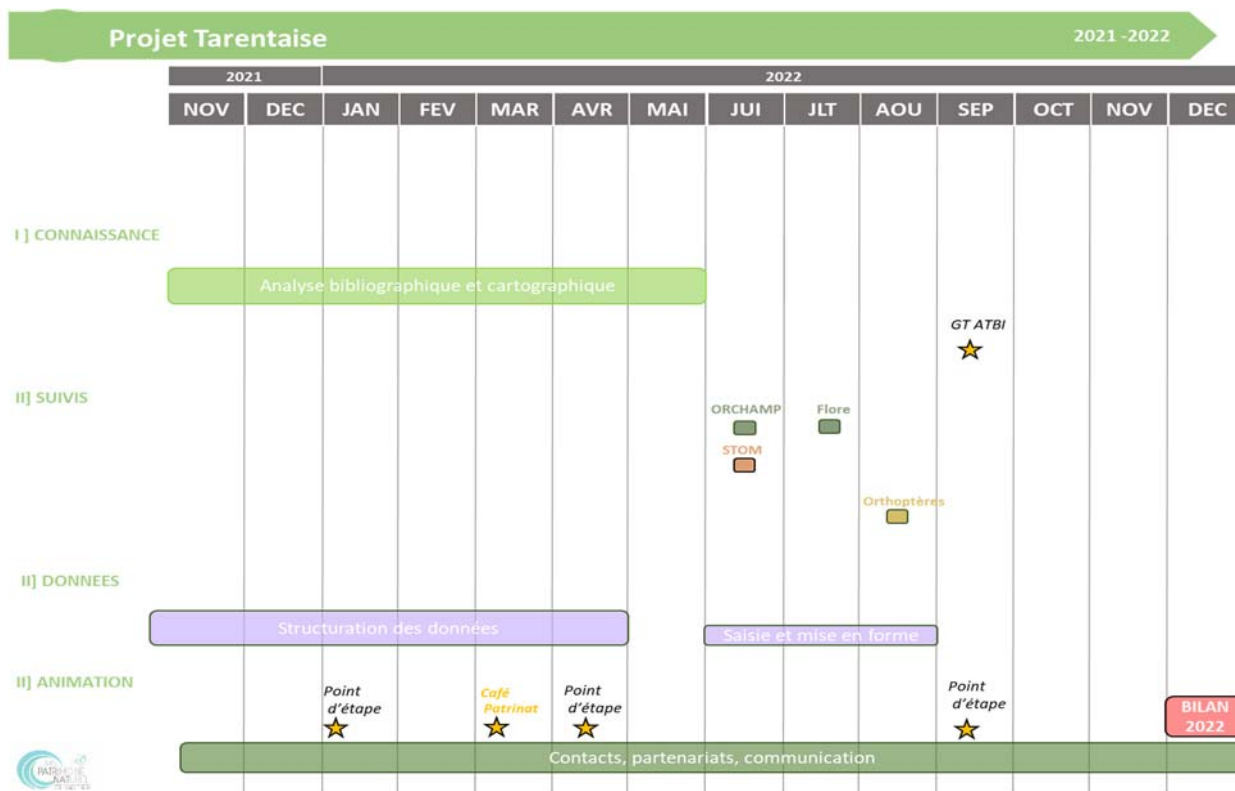 Projet Tarentaise
2021 -2022
2021
2022
NOV DEC JAN FEV MAR AVR MAI JUI JLT AOU SEP OCT NOV DEC
I ] CONNAISSANCE
Analyse bibliographique et cartographique
GT ATBI
II] SUIVIS
ORCHAMP
Flore
STOM
Orthoptères
II] DONNEES
Structuration des données
Saisie et mise en forme
II] ANIMATION
Point
d'étape
Café
Patrinat
Point
d'étape
Point
d'étape
BILAN
2022
Contacts, partenariats, communication
PATRIMOINE
NATUREL